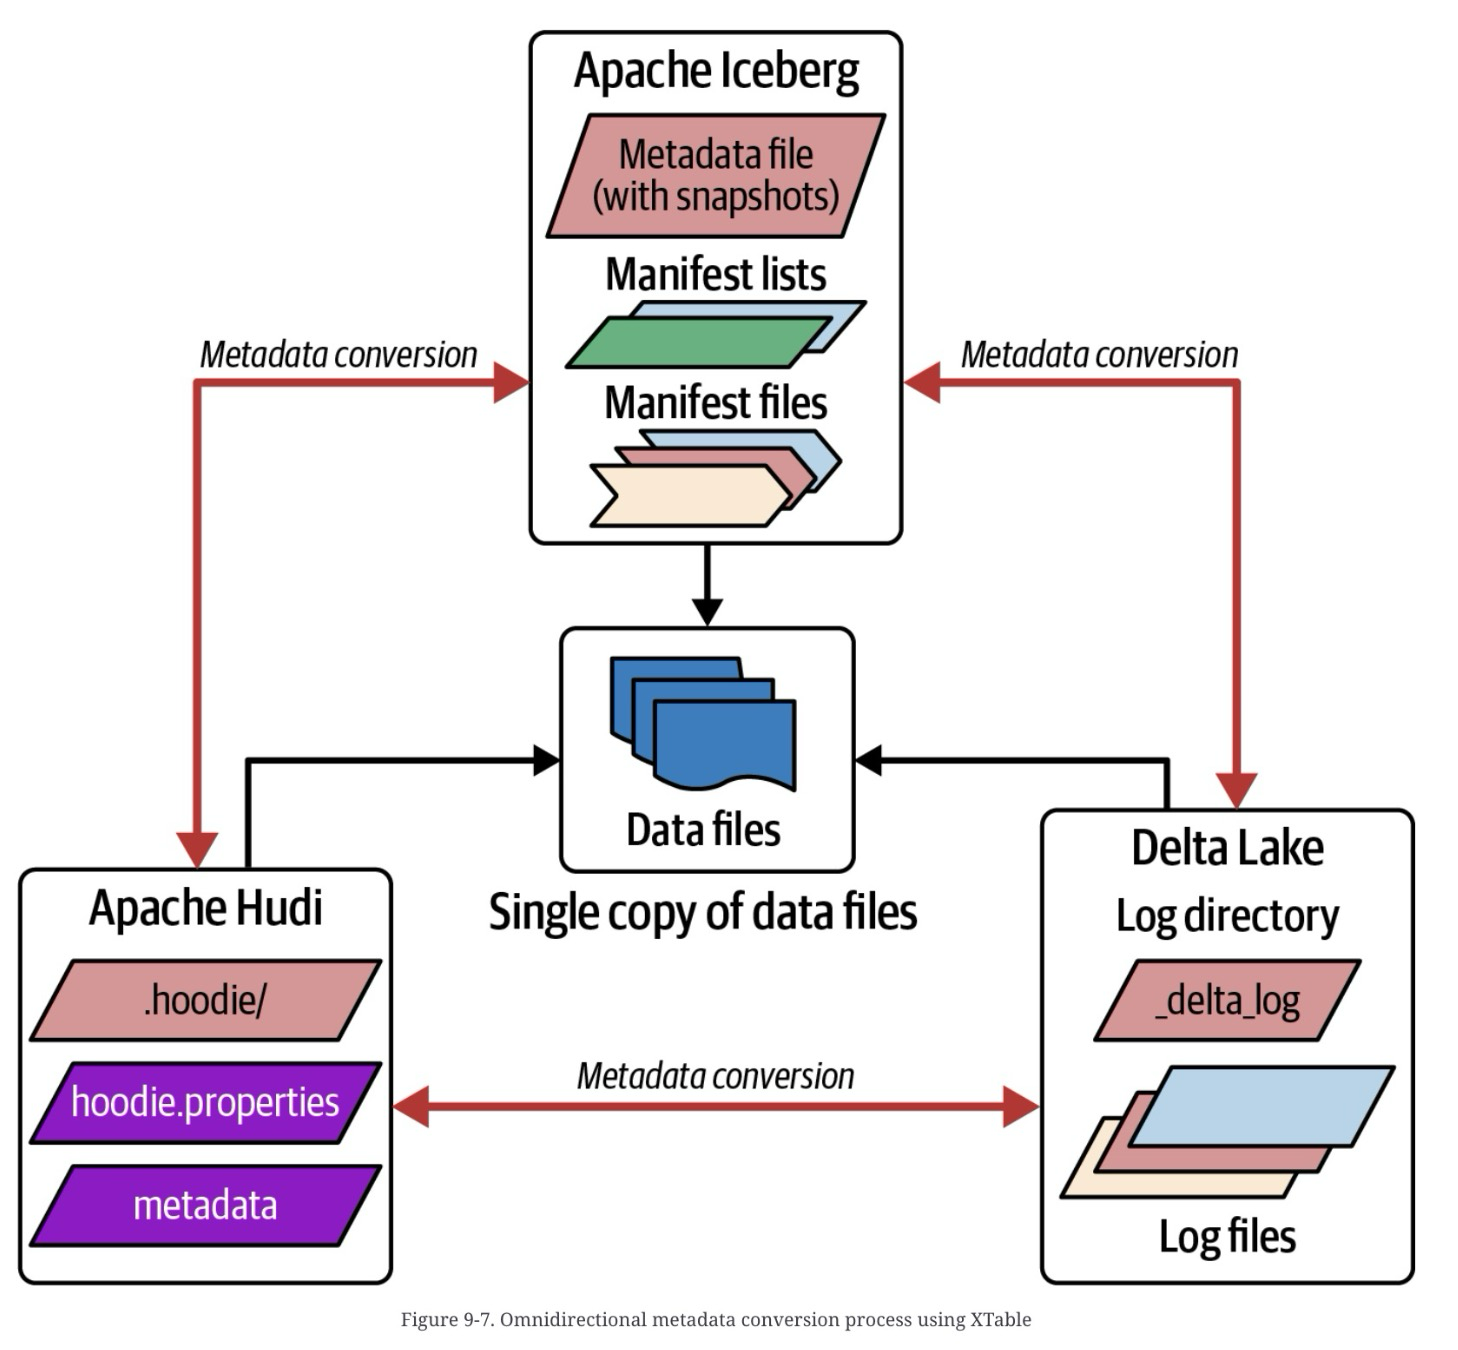 Apache Iceberg
Metadata file
(with snapshots)
Manifest lists
Metadata conversion
Metadata conversion
Manifest files
Data files
Single copy of data files
Apache Hudi
.hoodie/
hoodie.properties
metadata
Metadata conversion
Delta Lake
Log directory
_delta_log
Log files
Figure 9-7. Omnidirectional metadata conversion process using XTable